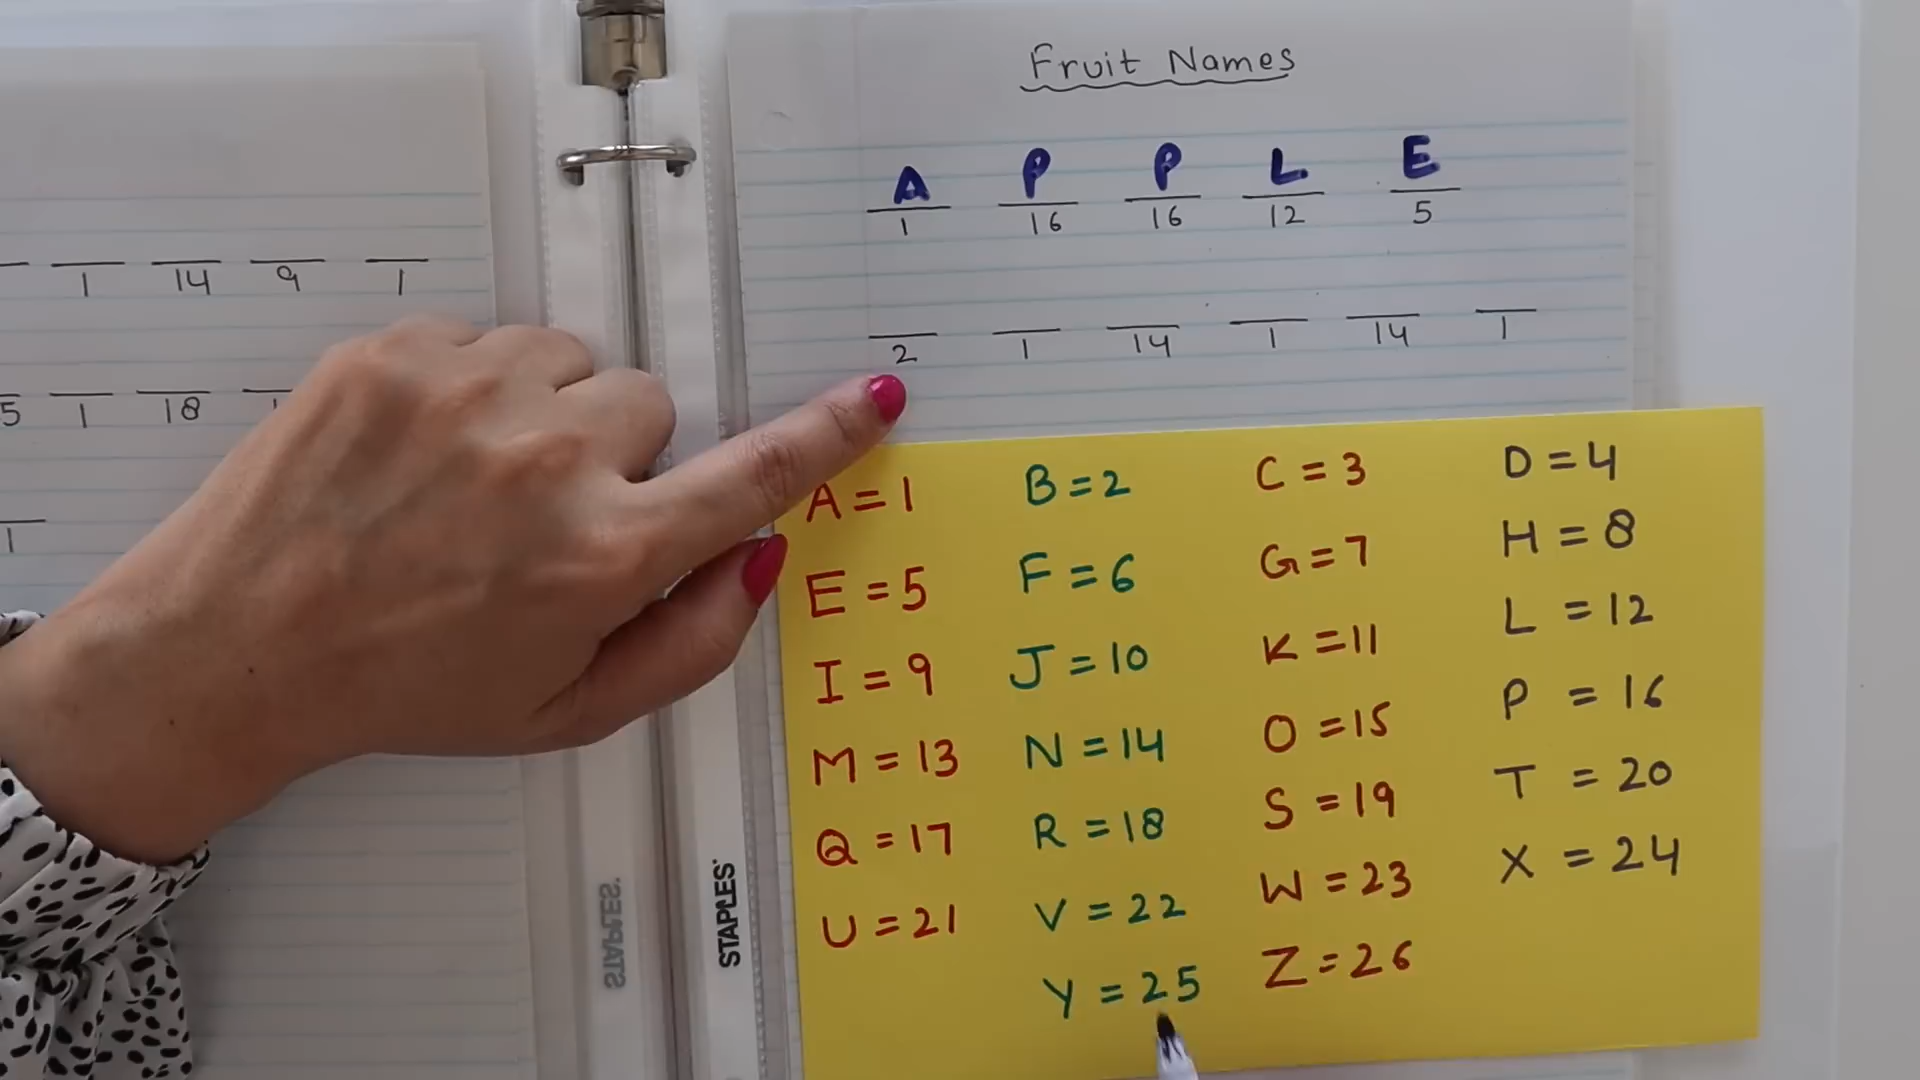 1 14 9 1
5 1 18
1
Fruit Names
A P P L E
1 16 16 12 5
2 1 14 1 14 1
A = 1 B = 2 C = 3 D = 4
E = 5 F = 6 G = 7 H = 8
I = 9 J = 10 K = 11 L = 12
M = 13 N = 14 O = 15 P = 16
Q = 17 R = 18 S = 19 T = 20
U = 21 V = 22 W = 23 X = 24
Y = 25 Z = 26
STAPLES
STAPLES